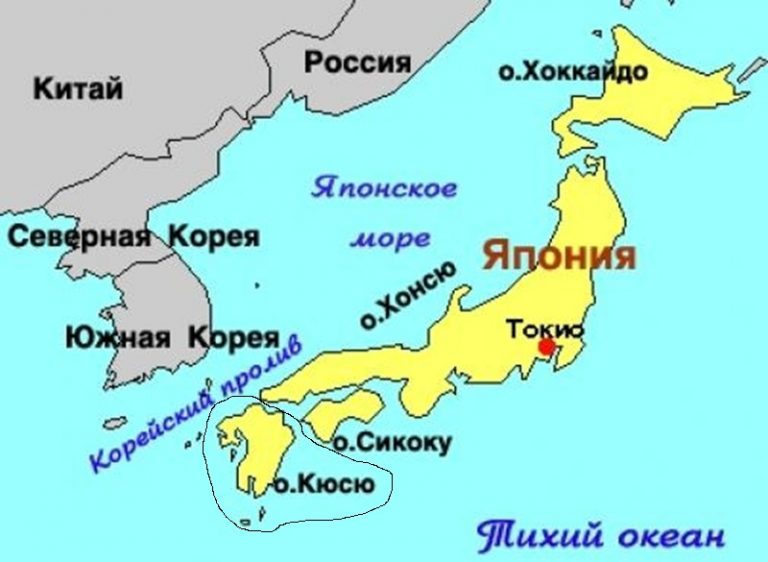 Россия
о.Хоккайдо
Китай
Японское
море
Северная Корея
Япония
о.Хонсю
Южная Корея
Токио
Корейский пролив
о.Сикоку
о.Кюсю
Тихий океан